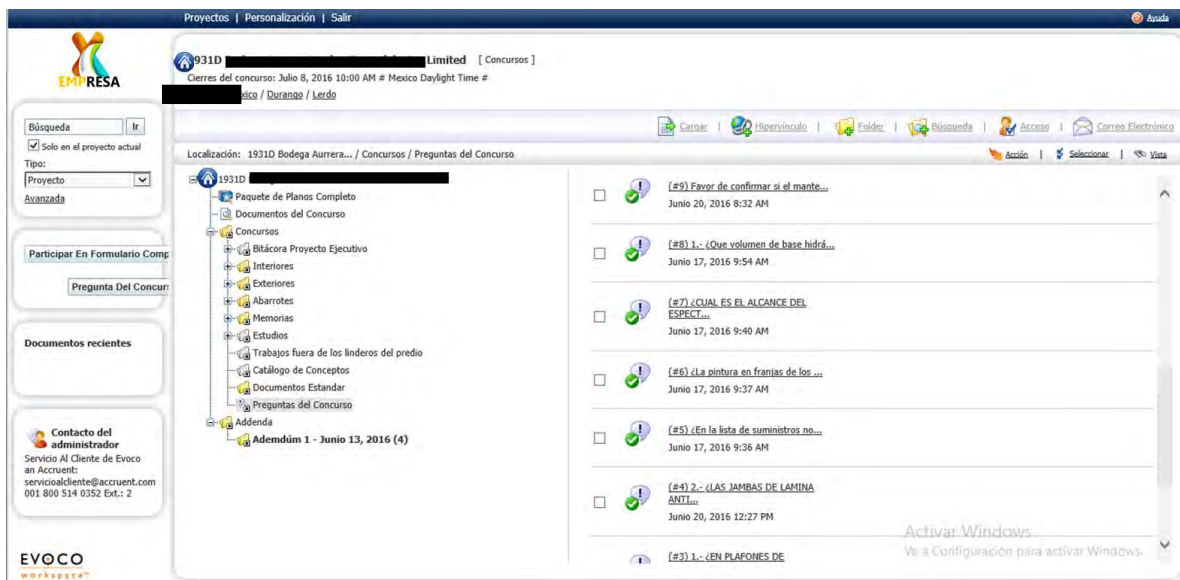 Proyectos | Personalización | Salir
Ayuda
EMPRESA
931D Limited [ Concursos ]
Cierres del concurso: Julio 8, 2016 10:00 AM # Mexico Daylight Time #
xico / Durango / Lerdo
Búsqueda Ir
Solo en el proyecto actual
Tipo:
Proyecto
Avanzada
Cargar | Hipervínculo | Folder | Búsqueda | Acceso | Correo Electrónico
Localización: 1931D Bodega Aurrera... / Concursos / Preguntas del Concurso
Acción | Seleccionar | Vista
Participar En Formulario Comp
Pregunta Del Concurs
Documentos recientes
Contacto del
administrador
Servicio Al Cliente de Evoco
an Accruent:
servicioalcliente@accruent.com
001 800 514 0352 Ext.: 2
EVOCO
workspace™
1931D
Paquete de Planos Completo
Documentos del Concurso
Concursos
Bitácora Proyecto Ejecutivo
Interiores
Exteriores
Abarrotes
Memorias
Estudios
Trabajos fuera de los linderos del predio
Catálogo de Conceptos
Documentos Estandar
Preguntas del Concurso
Addenda
Ademdúm 1 - Junio 13, 2016 (4)
(#9) Favor de confirmar si el mante...
Junio 20, 2016 8:32 AM
(#8) 1.- ¿Que volumen de base hidrá...
Junio 17, 2016 9:54 AM
(#7) ¿CUAL ES EL ALCANCE DEL
ESPECT...
Junio 17, 2016 9:40 AM
(#6) ¿La pintura en franjas de los ...
Junio 17, 2016 9:37 AM
(#5) ¿En la lista de suministros no...
Junio 17, 2016 9:36 AM
(#4) 2.- ¿LAS JAMBAS DE LAMINA
ANTI...
Junio 20, 2016 12:27 PM
(#3) 1.- ¿EN PLAFONES DE
Activar Windows
Ve a Configuración para activar Windows.